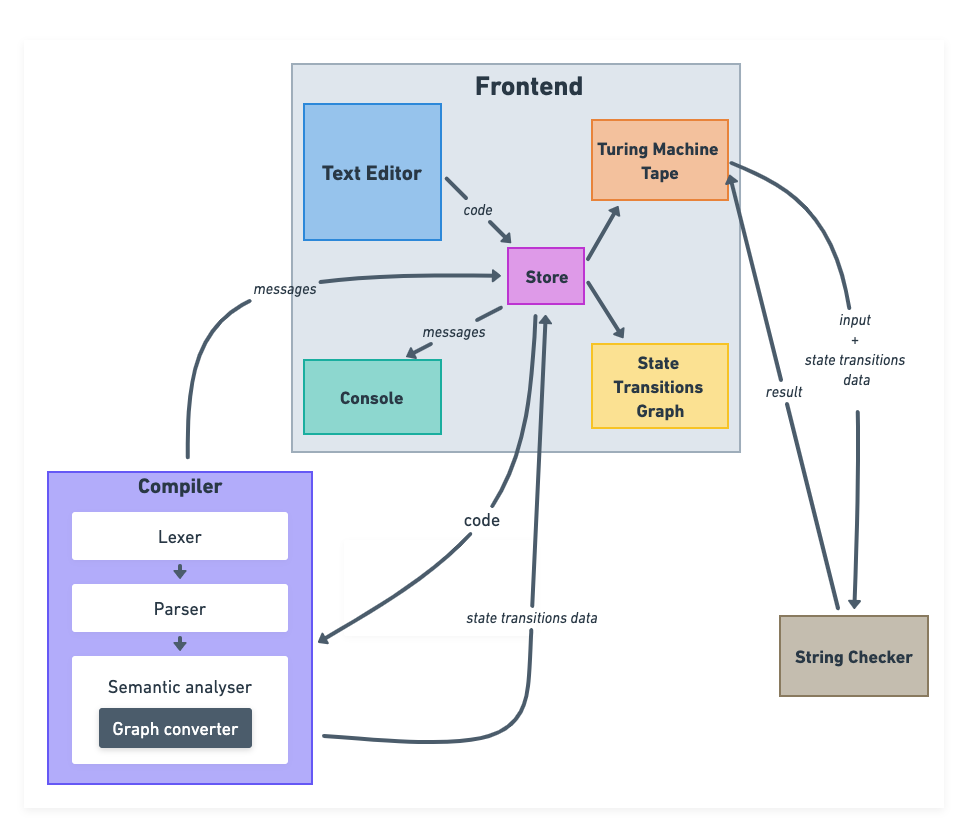 Frontend
Text Editor
Turing Machine
Tape
code
Store
messages
messages
Console
State
Transitions
Graph
input
+
state transitions
data
result
Compiler
Lexer
Parser
Semantic analyser
Graph converter
code
state transitions data
String Checker